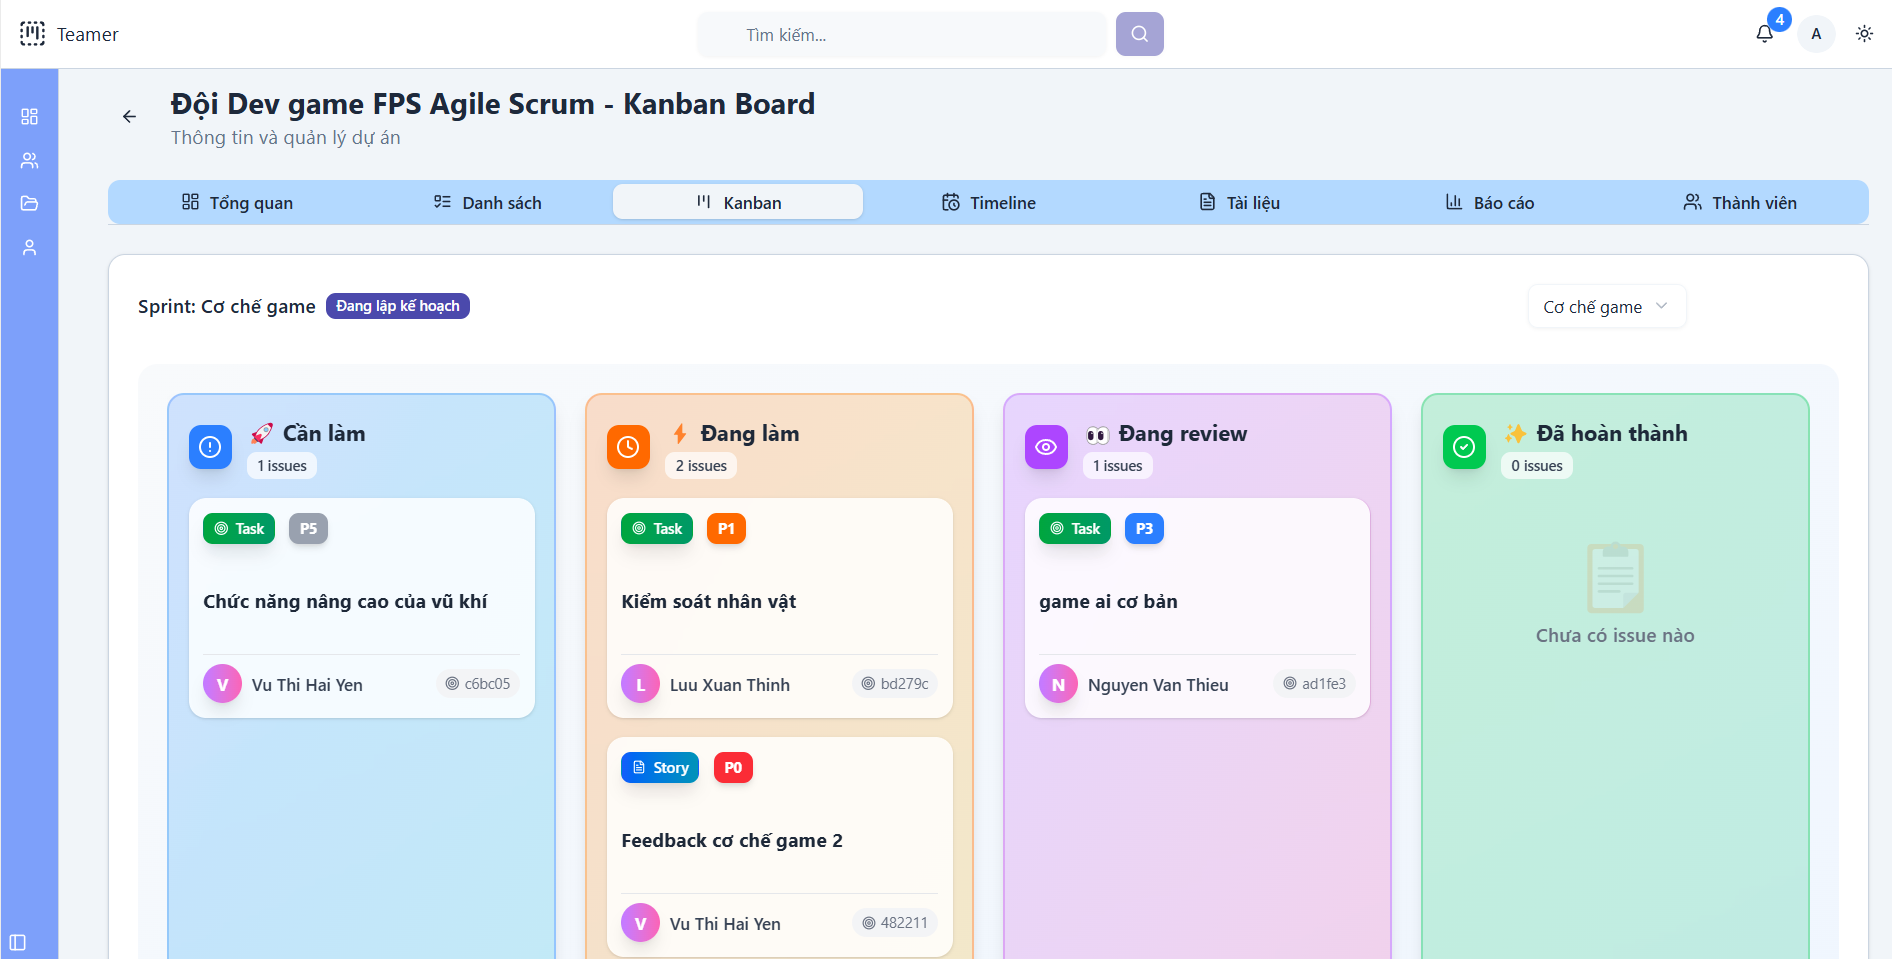 Teamer
Tìm kiếm...
4
A
Đội Dev game FPS Agile Scrum - Kanban Board
Thông tin và quản lý dự án
Tổng quan
Danh sách
Kanban
Timeline
Tài liệu
Báo cáo
Thành viên
Sprint: Cơ chế game
Đang lập kế hoạch
Cơ chế game
🚀 Cần làm
1 issues
Task
P5
Chức năng nâng cao của vũ khí
V
Vu Thi Hai Yen
c6bc05
⚡ Đang làm
2 issues
Task
P1
Kiểm soát nhân vật
L
Luu Xuan Thinh
bd279c
Story
P0
Feedback cơ chế game 2
V
Vu Thi Hai Yen
482211
👀 Đang review
1 issues
Task
P3
game ai cơ bản
N
Nguyen Van Thieu
ad1fe3
✨ Đã hoàn thành
0 issues
Chưa có issue nào